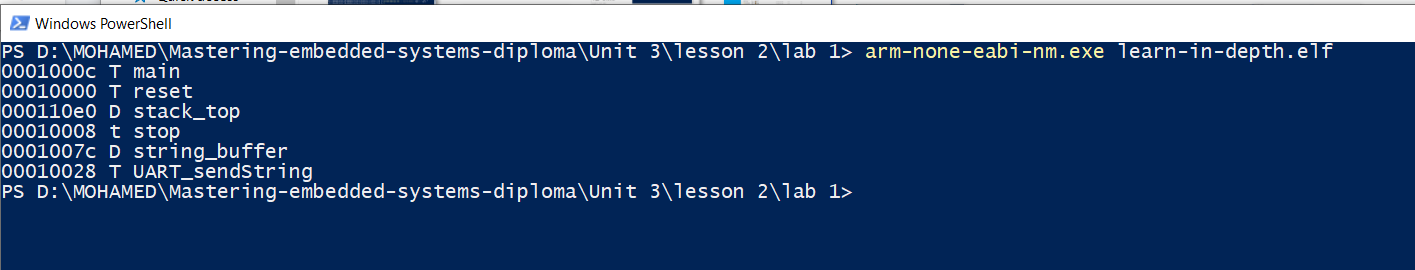 Windows PowerShell
PS D:\MOHAMED\Mastering-embedded-systems-diploma\Unit 3\lesson 2\lab 1> arm-none-eabi-nm.exe learn-in-depth.elf
0001000c T main
00010000 T reset
000110e0 D stack_top
00010008 t stop
0001007c D string_buffer
00010028 T UART_sendString
PS D:\MOHAMED\Mastering-embedded-systems-diploma\Unit 3\lesson 2\lab 1>